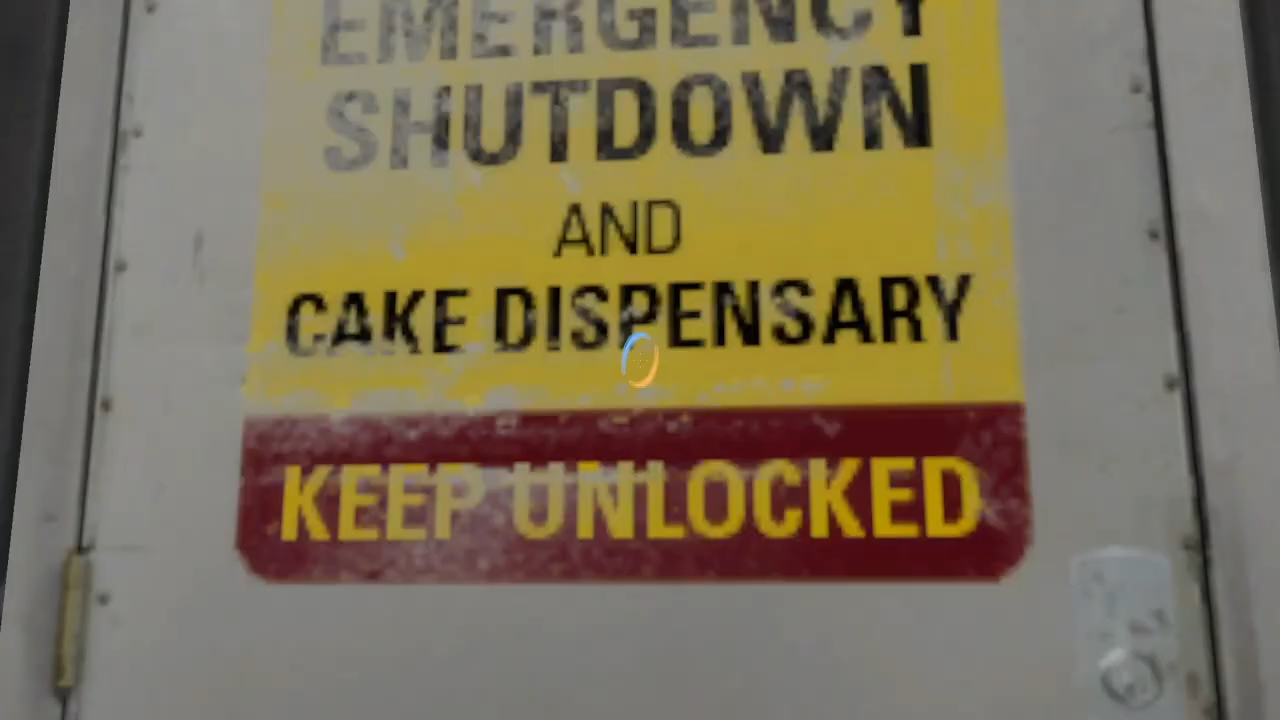 EMERGENCY
SHUTDOWN
AND
CAKE DISPENSARY
KEEP UNLOCKED